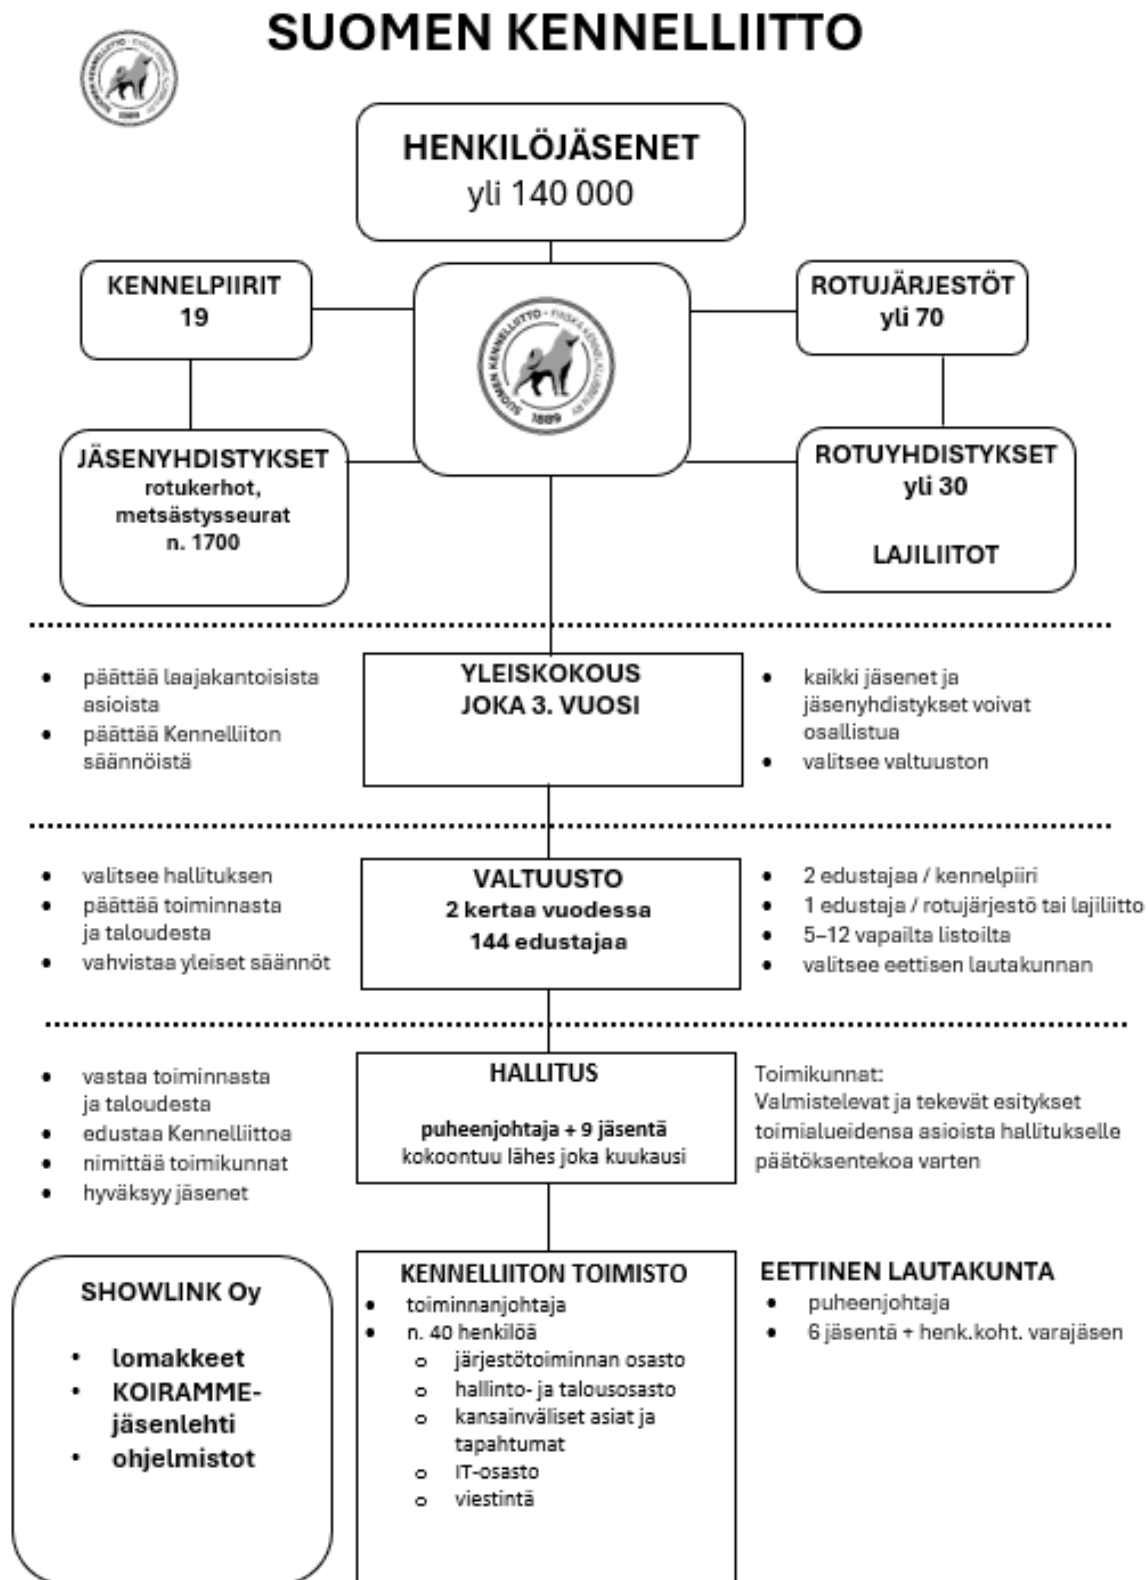 SUOMEN KENNELLIITTO
HENKILÖJÄSENET
yli 140 000
KENNELPIIRIT
19
ROTUJÄRJESTÖT
yli 70
SUOMEN KENNELLIITTO - FINSKA KENNELKLUBBEN RY
1889
JÄSENYHDISTYKSET
rotukerhot,
metsästysseurat
n. 1700
ROTUYHDISTYKSET
yli 30
LAJILIITOT
• päättää laajakantoisista
asioista
• päättää Kennelliiton
säännöistä
YLEISKOKOUS
JOKA 3. VUOSI
• kaikki jäsenet ja
jäsenyhdistykset voivat
osallistua
• valitsee valtuuston
• valitsee hallituksen
• päättää toiminnasta
ja taloudesta
• vahvistaa yleiset säännöt
VALTUUSTO
2 kertaa vuodessa
144 edustajaa
• 2 edustajaa / kennelpiiri
• 1 edustaja / rotujärjestö tai lajiliitto
• 5–12 vapailta listoilta
• valitsee eettisen lautakunnan
• vastaa toiminnasta
ja taloudesta
• edustaa Kennelliittoa
• nimittää toimikunnat
• hyväksyy jäsenet
HALLITUS
puheenjohtaja + 9 jäsentä
kokoontuu lähes joka kuukausi
Toimikunnat:
Valmistelevat ja tekevät esitykset
toimialueidensa asioista hallitukselle
päätöksentekoa varten
SHOWLINK Oy
• lomakkeet
• KOIRAMME-
jäsenlehti
• ohjelmistot
KENNELLIITON TOIMISTO
• toiminnanjohtaja
• n. 40 henkilöä
o järjestötoiminnan osasto
o hallinto- ja talousosasto
o kansainväliset asiat ja
tapahtumat
o IT-osasto
o viestintä
EETTINEN LAUTAKUNTA
• puheenjohtaja
• 6 jäsentä + henk.koht. varajäsen